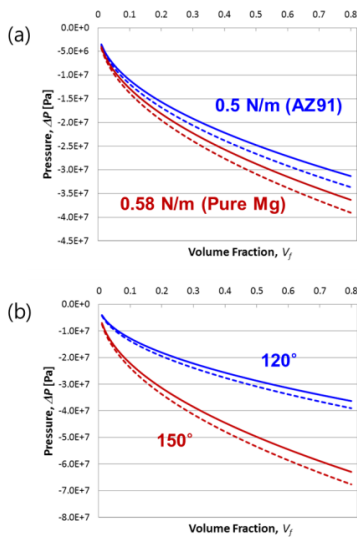 (a)
0 0.1 0.2 0.3 0.4 0.5 0.6 0.7 0.8
0.0E+0
-5.0E+6
-1.0E+7
-1.5E+7
-2.0E+7
-2.5E+7
-3.0E+7
-3.5E+7
-4.0E+7
-4.5E+7
Pressure, ΔP [Pa]
0.5 N/m (AZ91)
0.58 N/m (Pure Mg)
Volume Fraction, Vf
(b)
0 0.1 0.2 0.3 0.4 0.5 0.6 0.7 0.8
0.0E+0
-1.0E+7
-2.0E+7
-3.0E+7
-4.0E+7
-5.0E+7
-6.0E+7
-7.0E+7
-8.0E+7
Pressure, ΔP [Pa]
120°
150°
Volume Fraction, Vf